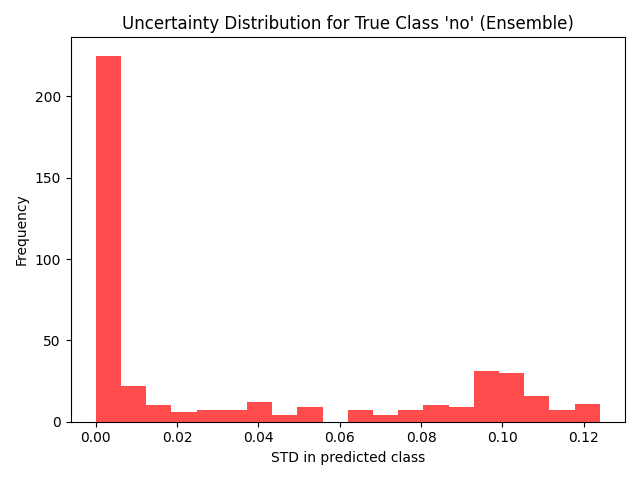 Uncertainty Distribution for True Class 'no' (Ensemble)
Frequency
200
150
100
50
0
0.00 0.02 0.04 0.06 0.08 0.10 0.12
STD in predicted class